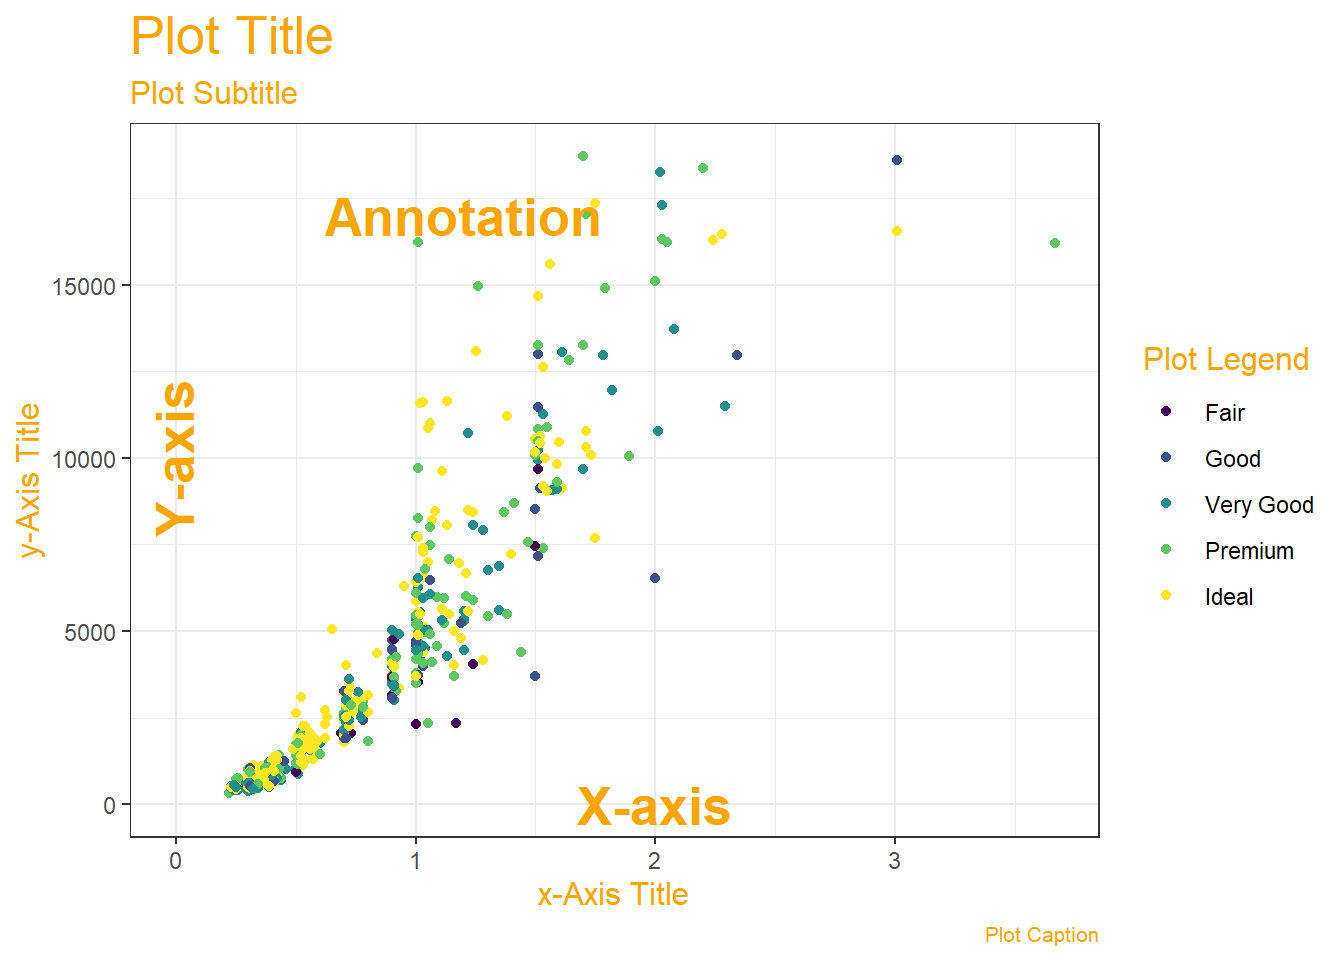 Plot Title
Plot Subtitle
Annotation
15000
10000
5000
0
y-Axis Title
Y-axis
X-axis
0 1 2 3
x-Axis Title
Plot Legend
Fair
Good
Very Good
Premium
Ideal
Plot Caption